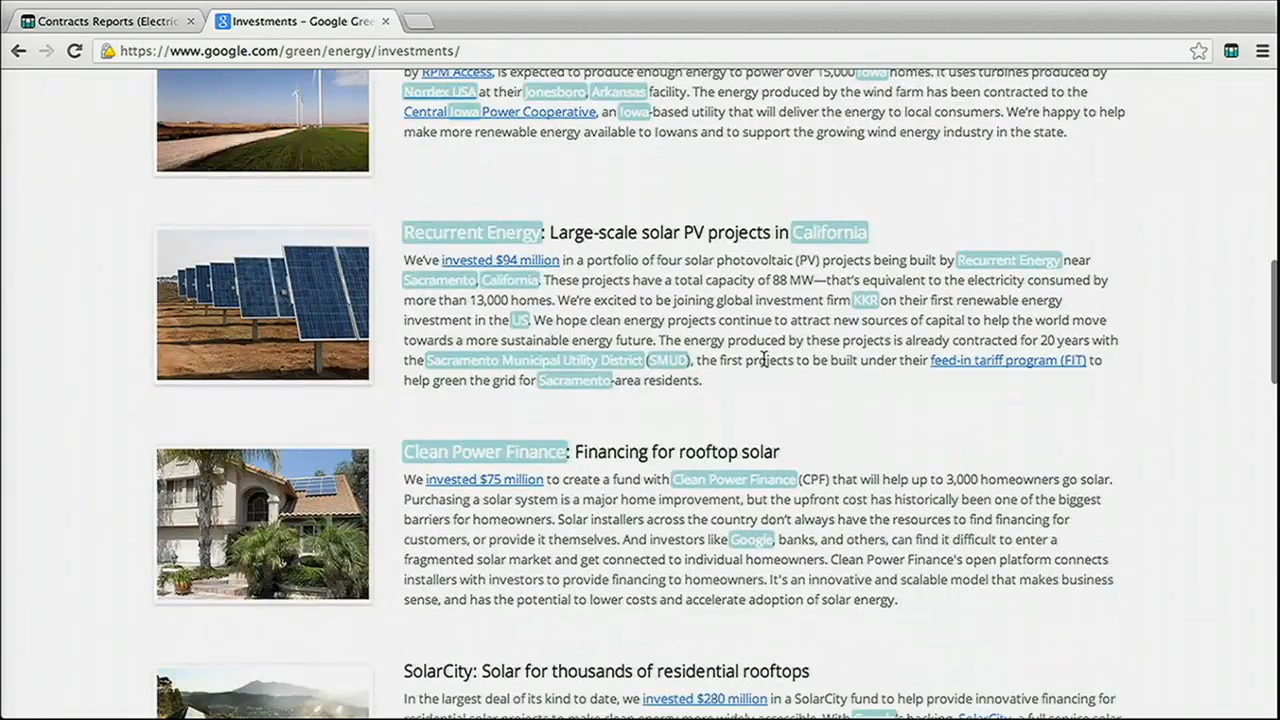 Contracts Reports (Electric
Investments – Google Gree
https://www.google.com/green/energy/investments/
by RPM Access, is expected to produce enough energy to power over 15,000 Iowa homes. It uses turbines produced by
Nordex USA at their Jonesboro, Arkansas facility. The energy produced by the wind farm has been contracted to the
Central Iowa Power Cooperative, an Iowa-based utility that will deliver the energy to local consumers. We're happy to help
make more renewable energy available to Iowans and to support the growing wind energy industry in the state.
Recurrent Energy: Large-scale solar PV projects in California
We've invested $94 million in a portfolio of four solar photovoltaic (PV) projects being built by Recurrent Energy near
Sacramento, California. These projects have a total capacity of 88 MW—that's equivalent to the electricity consumed by
more than 13,000 homes. We're excited to be joining global investment firm KKR on their first renewable energy
investment in the US. We hope clean energy projects continue to attract new sources of capital to help the world move
towards a more sustainable energy future. The energy produced by these projects is already contracted for 20 years with
the Sacramento Municipal Utility District (SMUD), the first projects to be built under their feed-in tariff program (FIT) to
help green the grid for Sacramento-area residents.
Clean Power Finance: Financing for rooftop solar
We invested $75 million to create a fund with Clean Power Finance (CPF) that will help up to 3,000 homeowners go solar.
Purchasing a solar system is a major home improvement, but the upfront cost has historically been one of the biggest
barriers for homeowners. Solar installers across the country don't always have the resources to find financing for
customers, or provide it themselves. And investors like Google, banks, and others, can find it difficult to enter a
fragmented solar market and get connected to individual homeowners. Clean Power Finance's open platform connects
installers with investors to provide financing to homeowners. It's an innovative and scalable model that makes business
sense, and has the potential to lower costs and accelerate adoption of solar energy.
SolarCity: Solar for thousands of residential rooftops
In the largest deal of its kind to date, we invested $280 million in a SolarCity fund to help provide innovative financing for
residential solar projects to make clean energy more widely accessible. With Google's backing, SolarCity, a full service solar